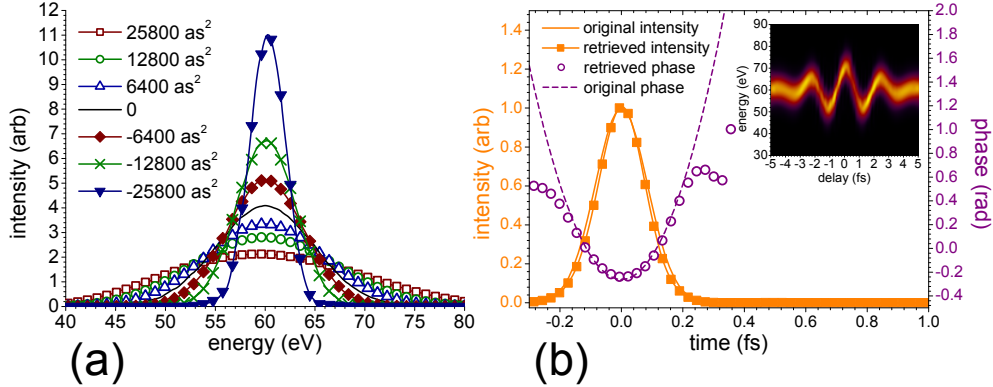 12
11
10
9
8
7
6
5
4
3
2
1
0
intensity (arb)
25800 as²
12800 as²
6400 as²
0
-6400 as²
-12800 as²
-25800 as²
40 45 50 55 60 65 70 75 80
energy (eV)
(a)
1.4
1.2
1.0
0.8
0.6
0.4
0.2
0.0
intensity (arb)
original intensity
retrieved intensity
retrieved phase
original phase
90
80
70
60
50
40
30
energy (eV)
-5 -4 -3 -2 -1 0 1 2 3 4 5
delay (fs)
2.0
1.8
1.6
1.4
1.2
1.0
0.8
0.6
0.4
0.2
0.0
-0.2
-0.4
phase (rad)
-0.2 0.0 0.2 0.4 0.6 0.8 1.0
time (fs)
(b)